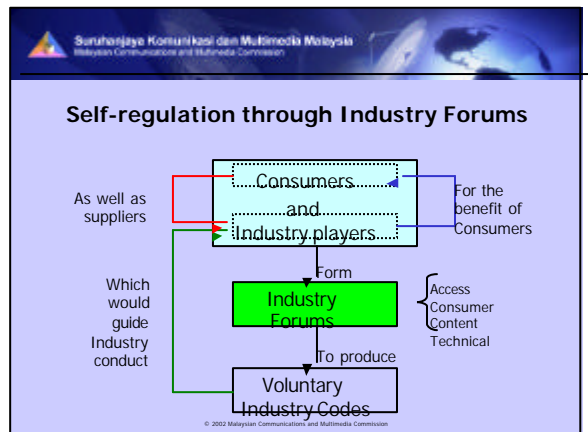 Suruhanjaya Komunikasi dan Multimedia Malaysia
Malaysian Communications and Multimedia Commission
Self-regulation through Industry Forums
Consumers
and
Industry players
As well as
suppliers
For the
benefit of
Consumers
Form
Industry
Forums
Access
Consumer
Content
Technical
Which
would
guide
Industry
conduct
To produce
Voluntary
Industry Codes
© 2002 Malaysian Communications and Multimedia Commission